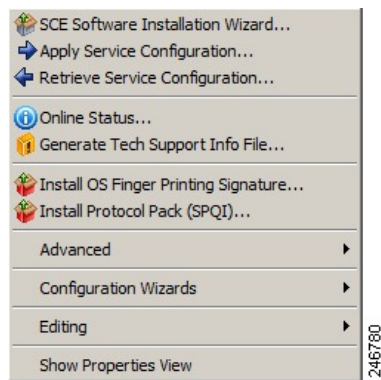 SCE Software Installation Wizard...
Apply Service Configuration...
Retrieve Service Configuration...
Online Status...
Generate Tech Support Info File...
Install OS Finger Printing Signature...
Install Protocol Pack (SPQI)...
Advanced
Configuration Wizards
Editing
Show Properties View
246780